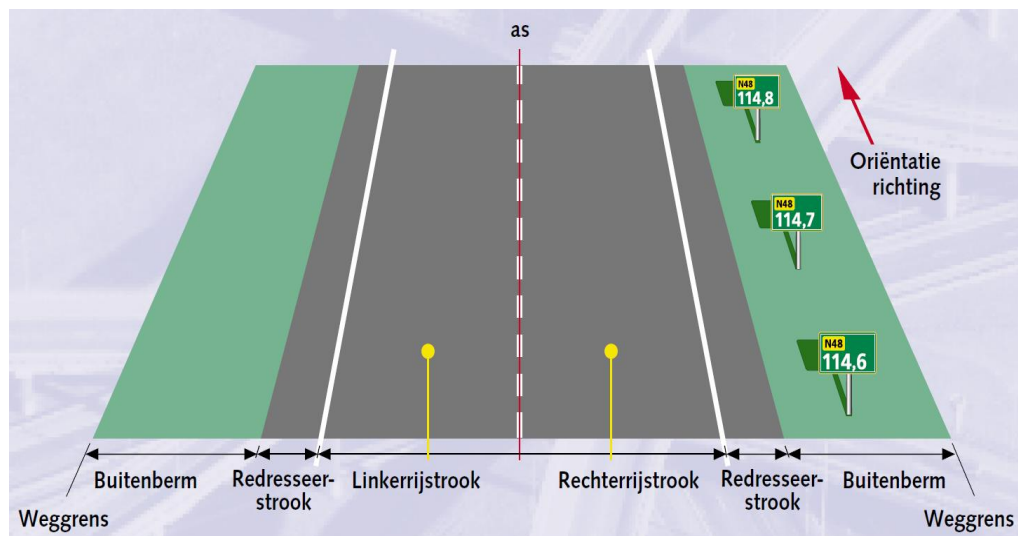 as
N48
114,8
Oriëntatie
richting
N48
114,7
N48
114,6
Buitenberm
Redresseer-
strook
Linkerrijstrook
Rechterrijstrook
Redresseer-
strook
Buitenberm
Weggrens
Weggrens